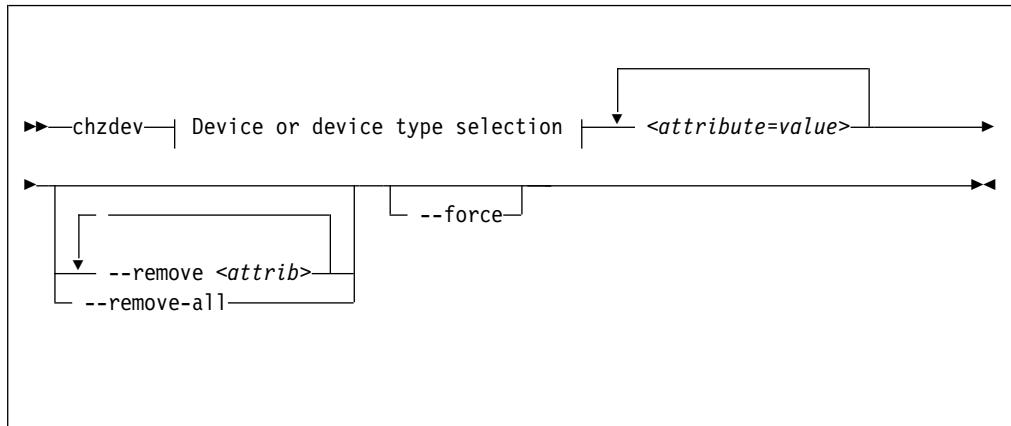 chzdev Device or device type selection <attribute=value>
--force
--remove <attrib>
--remove-all